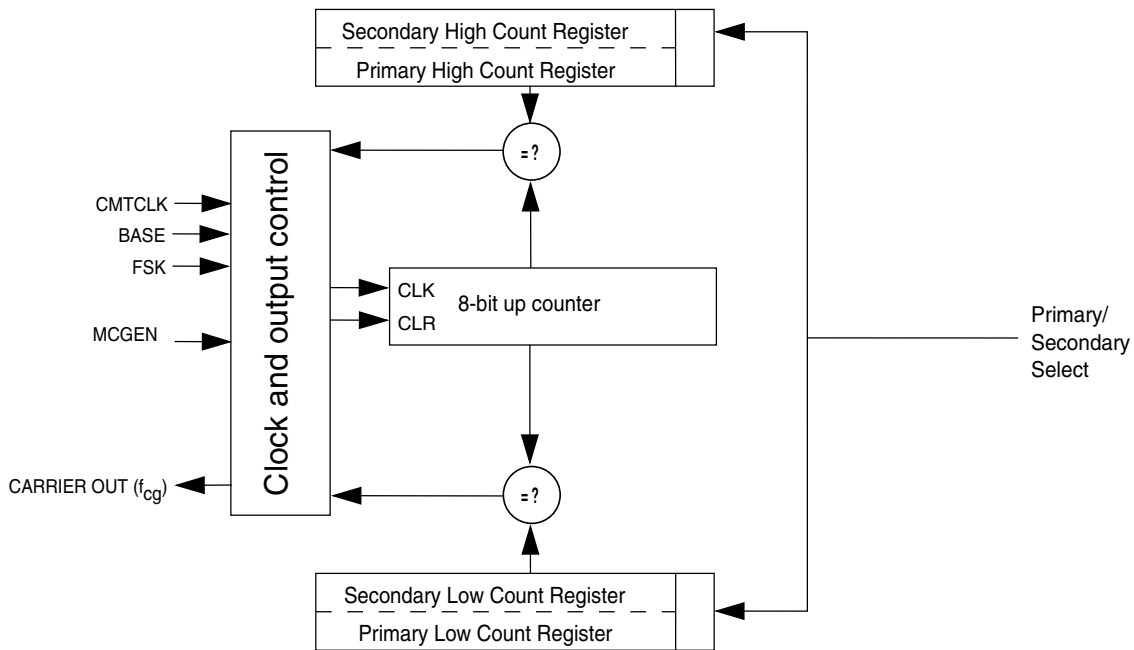 Secondary High Count Register
Primary High Count Register
= ?
Clock and output control
CMTCLK
BASE
FSK
MCGEN
CARRIER OUT (fcg)
CLK
CLR
8-bit up counter
Primary/
Secondary
Select
= ?
Secondary Low Count Register
Primary Low Count Register